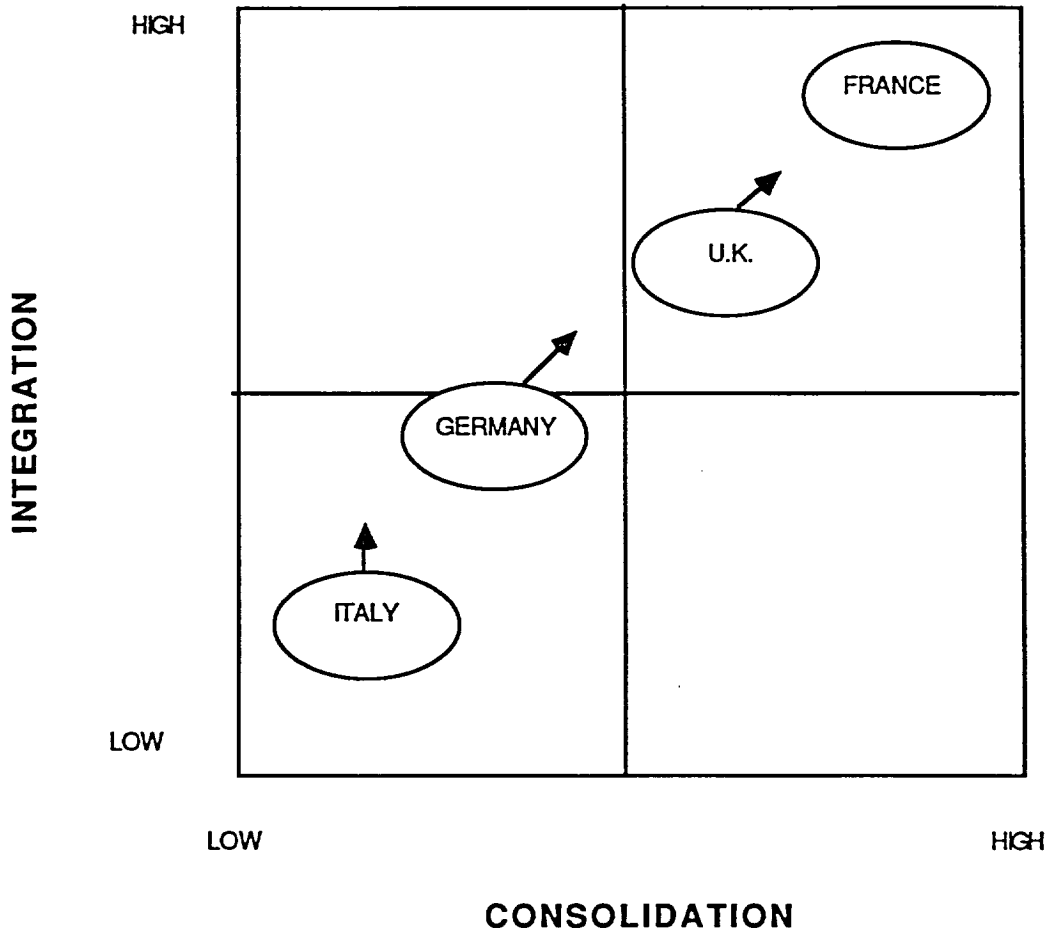 HIGH
FRANCE
U.K.
INTEGRATION
GERMANY
ITALY
LOW
LOW
HIGH
CONSOLIDATION